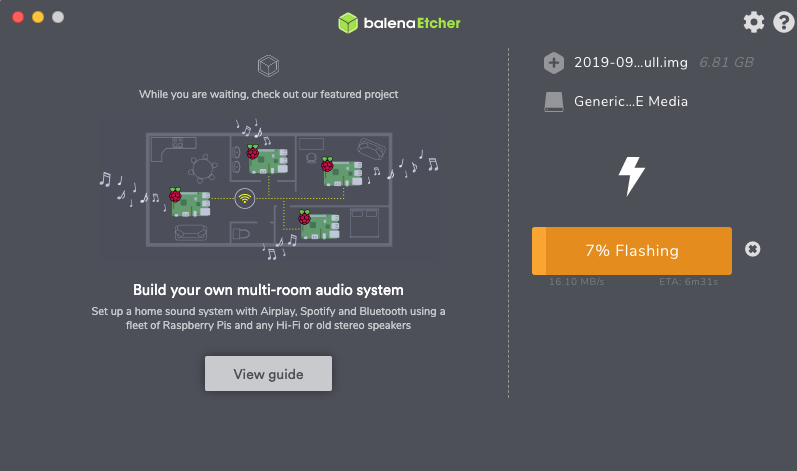 balenaEtcher
While you are waiting, check out our featured project
Build your own multi-room audio system
Set up a home sound system with Airplay, Spotify and Bluetooth using a
fleet of Raspberry Pis and any Hi-Fi or old stereo speakers
View guide
2019-09...ull.img 6.81 GB
Generic...E Media
7% Flashing
16.10 MB/s ETA: 6m31s